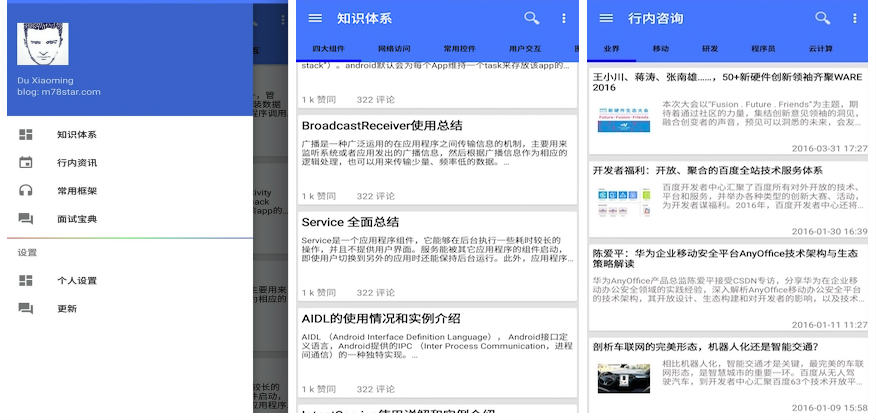 Du Xiaoming
blog: m78star.com
知识体系
行内资讯
常用框架
面试宝典
设置
个人设置
更新
知识体系
四大组件
网络访问
常用控件
用户交互
stack"）。android默认会为每个App维持一个task来存放该app的...
1 k 赞同 322 评论
BroadcastReceiver使用总结
广播是一种广泛运用的在应用程序之间传输信息的机制，主要用来
监听系统或者应用发出的广播信息，然后根据广播信息作为相应的
逻辑处理，也可以用来传输少量、频率低的数据。...
1 k 赞同 322 评论
Service 全面总结
Service是一个应用程序组件，它能够在后台执行一些耗时较长的
操作，并且不提供用户界面。服务能被其它应用程序的组件启动，
即使用户切换到另外的应用时还能保持后台运行。此外，应用程序...
1 k 赞同 322 评论
AIDL的使用情况和实例介绍
AIDL （Android Interface Definition Language）， Android接口定
义语言，Android提供的IPC （Inter Process Communication，进程
间通信）的一种独特实现。...
1 k 赞同 322 评论
行内咨询
业界
移动
研发
程序员
云计算
王小川、蒋涛、张南雄......，50+新硬件创新领袖齐聚WARE
2016
本次大会以"Fusion . Future . Friends"为主题，期
待着通过社区的力量，集结创新意见领袖的洞见，
融合创变者的声音，预见可以洞悉的未来，会友...
2016-03-31 17:27
开发者福利：开放、聚合的百度全站技术服务体系
百度开发者中心汇聚了百度所有对外开放的技术、
平台和服务，并举办各种类型的创新大赛、活动，
为开发者谋福利。2016年，百度开发者中心还将...
2016-01-30 16:39
陈爱平：华为企业移动安全平台AnyOffice技术架构与生态
策略解读
华为AnyOffice产品总监陈爱平接受CSDN专访，分享华为在企业移
动办公安全领域的实践经验，深入解析AnyOffice移动办公安全平台
的技术架构，其开放设计、生态构建和对开发者的影响，以及技术...
2016-01-11 11:27
剖析车联网的完美形态，机器人化还是智能交通？
相比机器人化，智能交通才是关键，最完美的车联
网形态，是智慧城市的重要一环。百度从无人驾
驶汽车，到开发者中心汇聚百度63个技术开放平...
2016-01-09 15:58